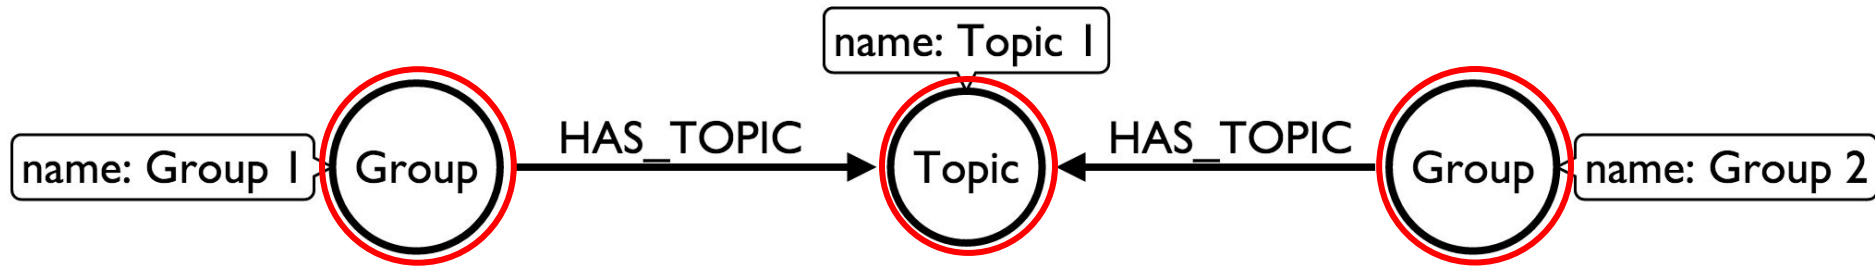 name: Topic 1
HAS_TOPIC
HAS_TOPIC
name: Group 1
Group
Topic
Group
name: Group 2